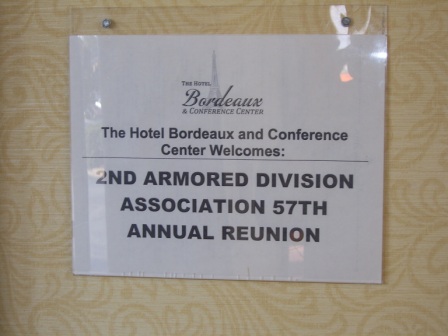 THE HOTEL
Bordeaux
& CONFERENCE CENTER
The Hotel Bordeaux and Conference
Center Welcomes:
2ND ARMORED DIVISION
ASSOCIATION 57TH
ANNUAL REUNION